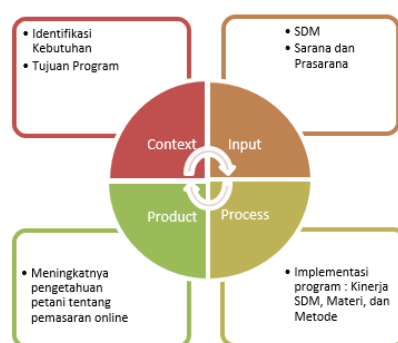 • Identifikasi
Kebutuhan
• Tujuan Program
• SDM
• Sarana dan
Prasarana
Context
Input
Product
Process
• Meningkatnya
pengetahuan
petani tentang
pemasaran online
• Implementasi
program : Kinerja
SDM, Materi, dan
Metode